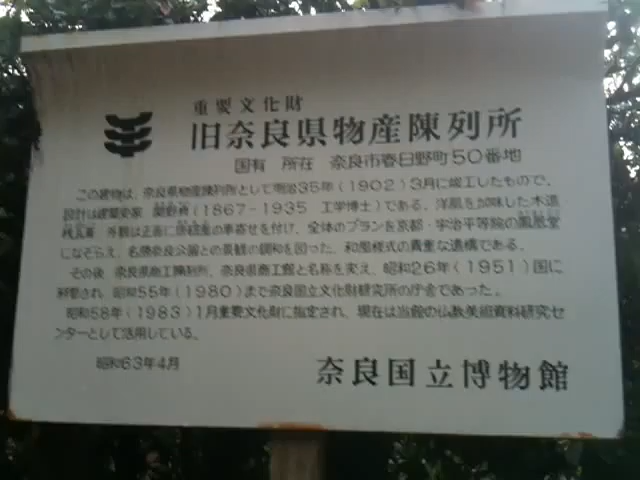 重要文化財
旧奈良県物産陳列所
国有 所在 奈良市春日野町50番地
この建物は、奈良県物産陳列所として明治35年(1902)3月に竣工したもので、
設計は建築史家 関野貞(1867-1935 工学博士)である。洋風を加味した木造
桟瓦葺 外観は正面に唐破風の車寄せを付け、全体のプランを京都・宇治平等院の鳳凰堂
になぞらえ、名勝奈良公園との景観の調和を図った、和風様式の貴重な遺構である。
その後 奈良県商工陳列所、奈良県商工館と名称を変え、昭和26年(1951)国に
移管され、昭和55年(1980)まで奈良国立文化財研究所の庁舎であった。
昭和58年(1983)1月重要文化財に指定され、現在は当館の仏教美術資料研究セ
ンターとして活用している。
昭和63年4月
奈良国立博物館